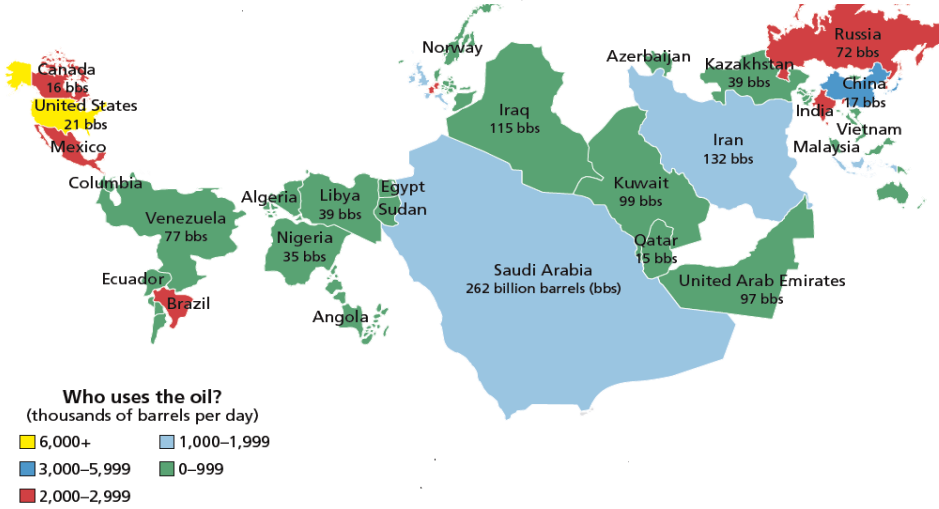 Canada
16 bbs
United States
21 bbs
Mexico
Columbia
Venezuela
77 bbs
Ecuador
Brazil
Algeria
Libya
39 bbs
Egypt
Sudan
Nigeria
35 bbs
Angola
Norway
Iraq
115 bbs
Saudi Arabia
262 billion barrels (bbs)
Kuwait
99 bbs
Qatar
15 bbs
United Arab Emirates
97 bbs
Iran
132 bbs
Azerbaijan
Kazakhstan
39 bbs
Russia
72 bbs
China
17 bbs
India
Vietnam
Malaysia
Who uses the oil?
(thousands of barrels per day)
6,000+
3,000–5,999
2,000–2,999
1,000–1,999
0–999